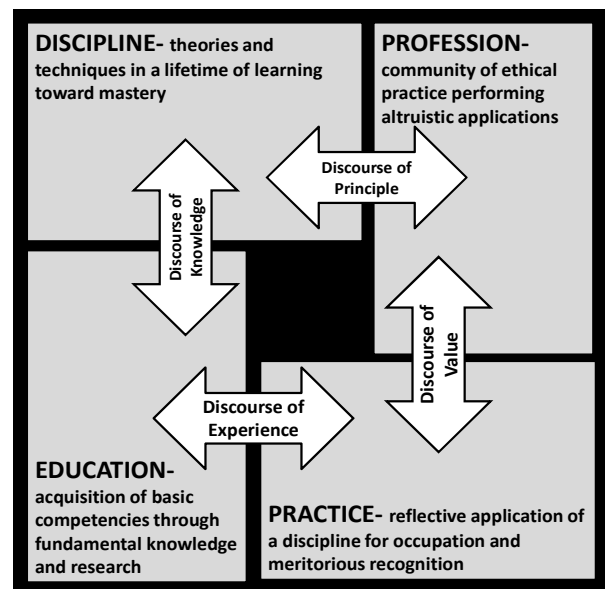 DISCIPLINE- theories and
techniques in a lifetime of learning
toward mastery
PROFESSION-
community of ethical
practice performing
altruistic applications
Discourse of
Principle
Discourse of
Knowledge
Discourse of
Value
Discourse of
Experience
EDUCATION-
acquisition of basic
competencies through
fundamental knowledge
and research
PRACTICE- reflective application of
a discipline for occupation and
meritorious recognition